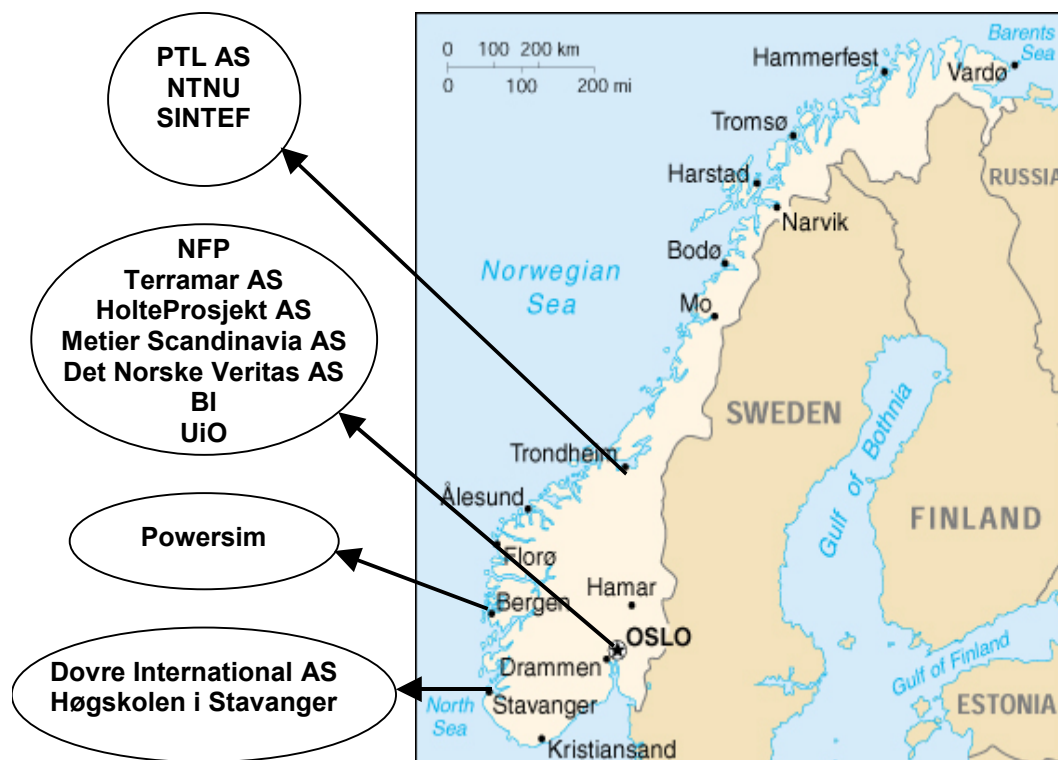 PTL AS
NTNU
SINTEF
NFP
Terramar AS
HolteProsjekt AS
Metier Scandinavia AS
Det Norske Veritas AS
BI
UiO
Powersim
Dovre International AS
Høgskolen i Stavanger
0 100 200 km
0 100 200 mi
Barents
Sea
Hammerfest
Vardø
Tromsø
Harstad
RUSSIA
Narvik
Bodø
Norwegian
Sea
Mo
SWEDEN
Gulf of Bothnia
Trondheim
Ålesund
FINLAND
Florø
Hamar
Bergen
OSLO
Drammen
Gulf of Finland
North
Sea
Stavanger
ESTONIA
Kristiansand